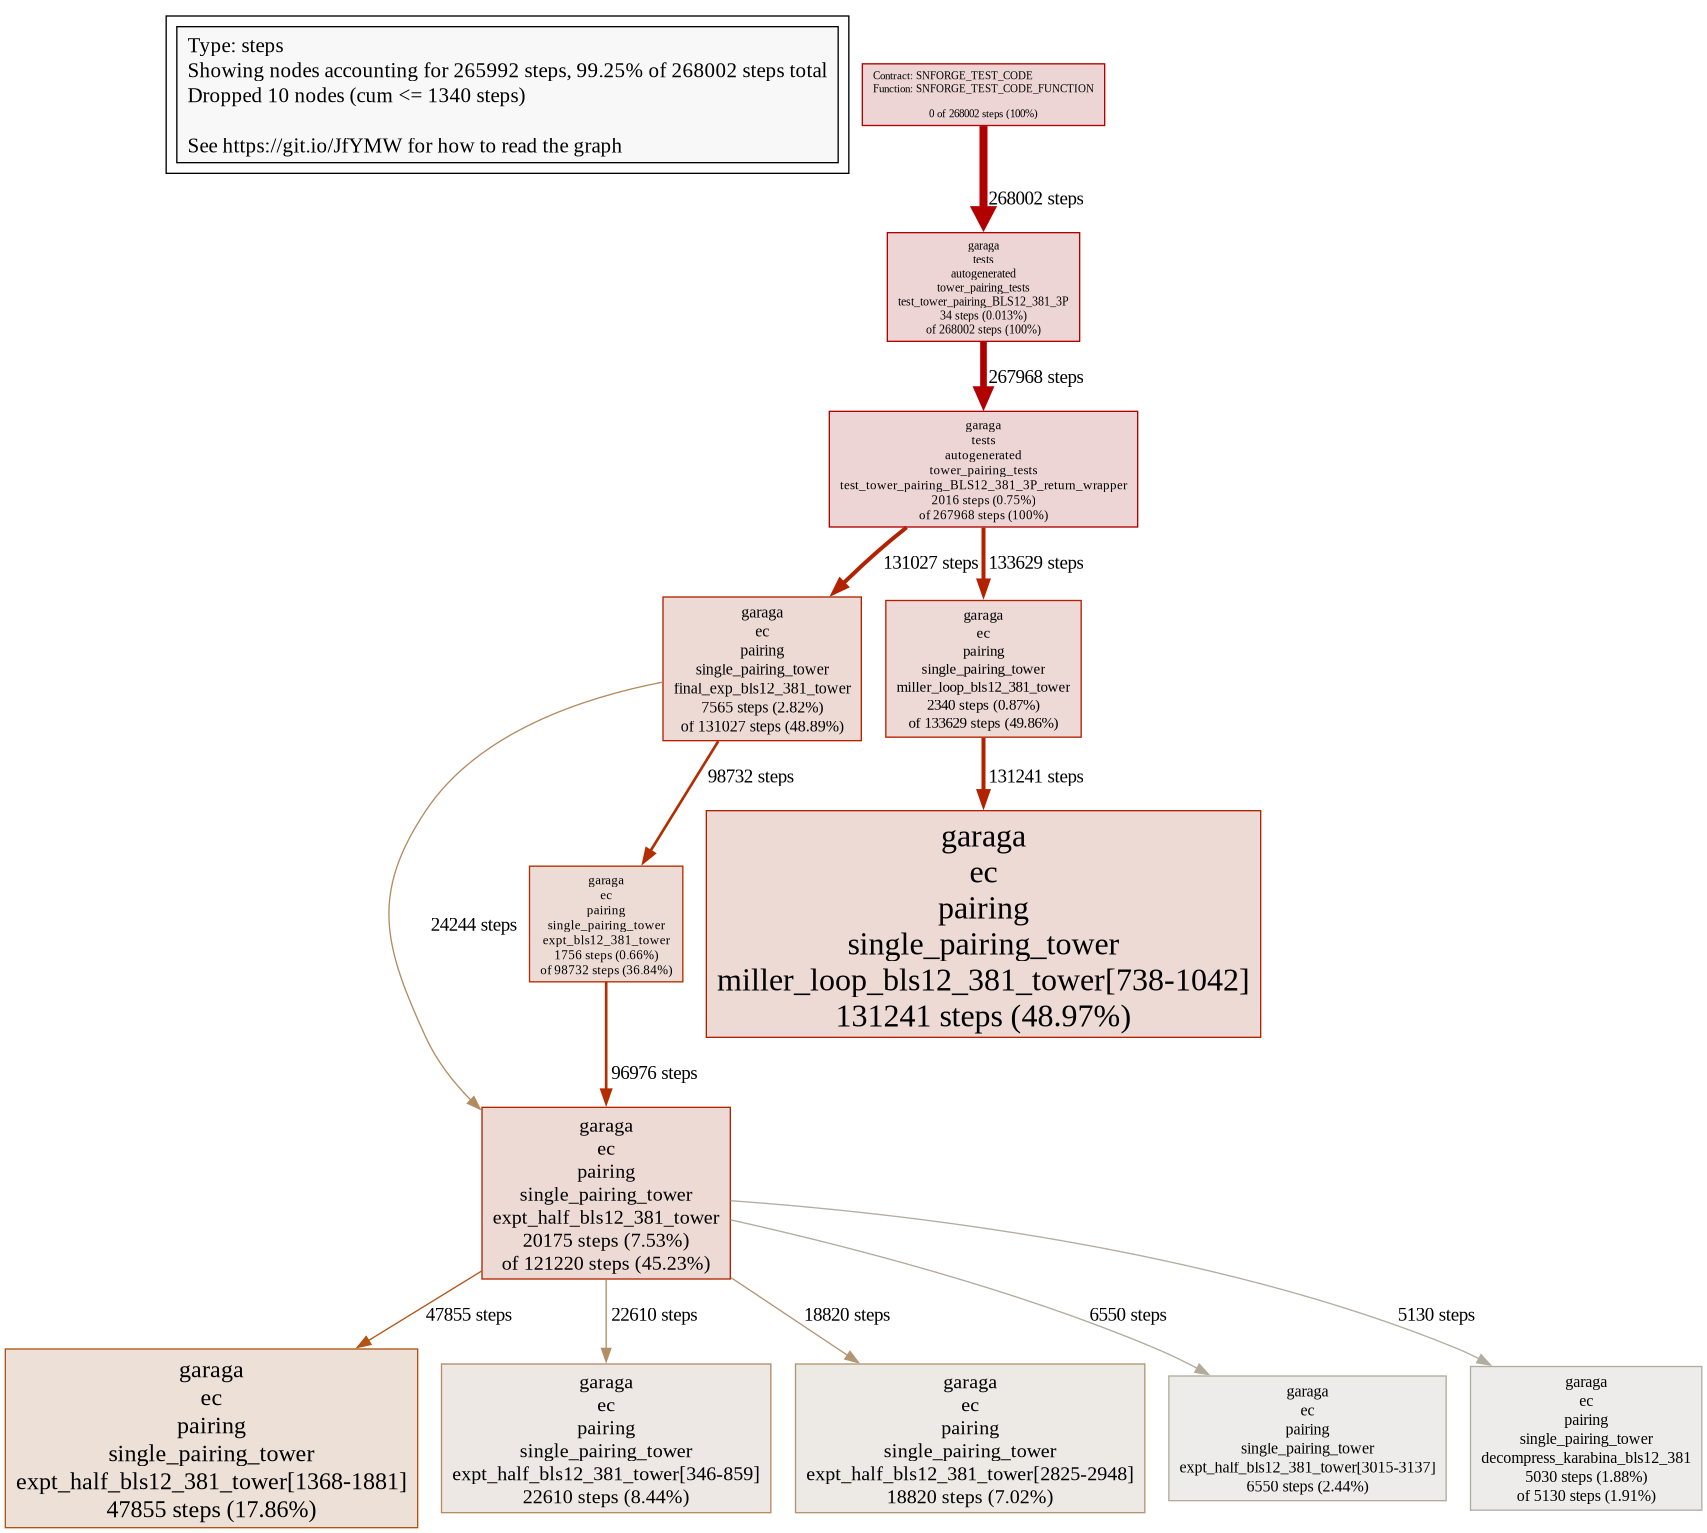 Type: steps
Showing nodes accounting for 265992 steps, 99.25% of 268002 steps total
Dropped 10 nodes (cum <= 1340 steps)
See https://git.io/JfYMW for how to read the graph
Contract: SNFORGE_TEST_CODE
Function: SNFORGE_TEST_CODE_FUNCTION
0 of 268002 steps (100%)
268002 steps
garaga
tests
autogenerated
tower_pairing_tests
test_tower_pairing_BLS12_381_3P
34 steps (0.013%)
of 268002 steps (100%)
267968 steps
garaga
tests
autogenerated
tower_pairing_tests
test_tower_pairing_BLS12_381_3P_return_wrapper
2016 steps (0.75%)
of 267968 steps (100%)
131027 steps
133629 steps
garaga
ec
pairing
single_pairing_tower
final_exp_bls12_381_tower
7565 steps (2.82%)
of 131027 steps (48.89%)
garaga
ec
pairing
single_pairing_tower
miller_loop_bls12_381_tower
2340 steps (0.87%)
of 133629 steps (49.86%)
98732 steps
131241 steps
24244 steps
garaga
ec
pairing
single_pairing_tower
expt_bls12_381_tower
1756 steps (0.66%)
of 98732 steps (36.84%)
garaga
ec
pairing
single_pairing_tower
miller_loop_bls12_381_tower[738-1042]
131241 steps (48.97%)
96976 steps
garaga
ec
pairing
single_pairing_tower
expt_half_bls12_381_tower
20175 steps (7.53%)
of 121220 steps (45.23%)
47855 steps
22610 steps
18820 steps
6550 steps
5130 steps
garaga
ec
pairing
single_pairing_tower
expt_half_bls12_381_tower[1368-1881]
47855 steps (17.86%)
garaga
ec
pairing
single_pairing_tower
expt_half_bls12_381_tower[346-859]
22610 steps (8.44%)
garaga
ec
pairing
single_pairing_tower
expt_half_bls12_381_tower[2825-2948]
18820 steps (7.02%)
garaga
ec
pairing
single_pairing_tower
expt_half_bls12_381_tower[3015-3137]
6550 steps (2.44%)
garaga
ec
pairing
single_pairing_tower
decompress_karabina_bls12_381
5030 steps (1.88%)
of 5130 steps (1.91%)